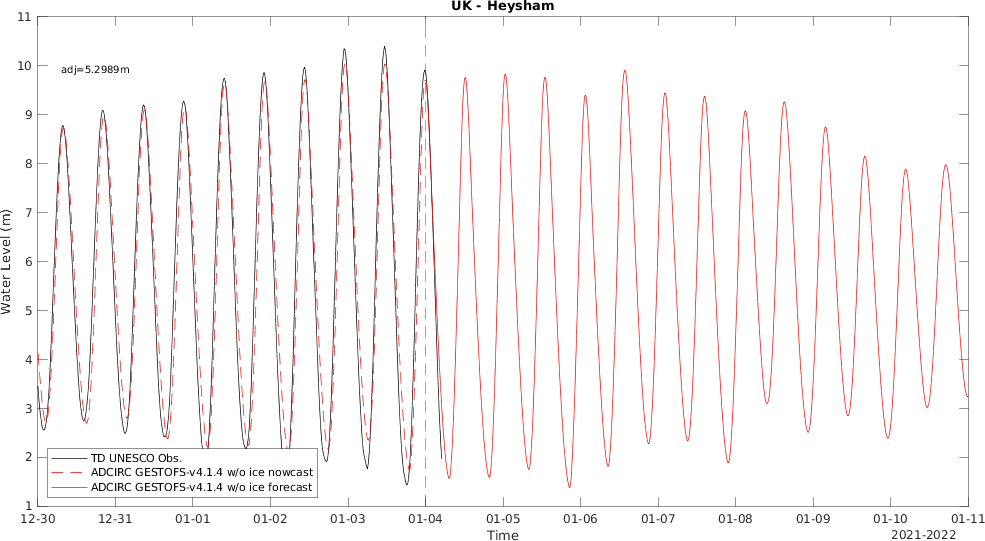 UK - Heysham
11
10
9
8
7
6
5
4
3
2
1
Water Level (m)
adj=5.2989m
TD UNESCO Obs.
ADCIRC GESTOFS-v4.1.4 w/o ice nowcast
ADCIRC GESTOFS-v4.1.4 w/o ice forecast
12-30 12-31 01-01 01-02 01-03 01-04 01-05 01-06 01-07 01-08 01-09 01-10 01-11
Time
2021-2022